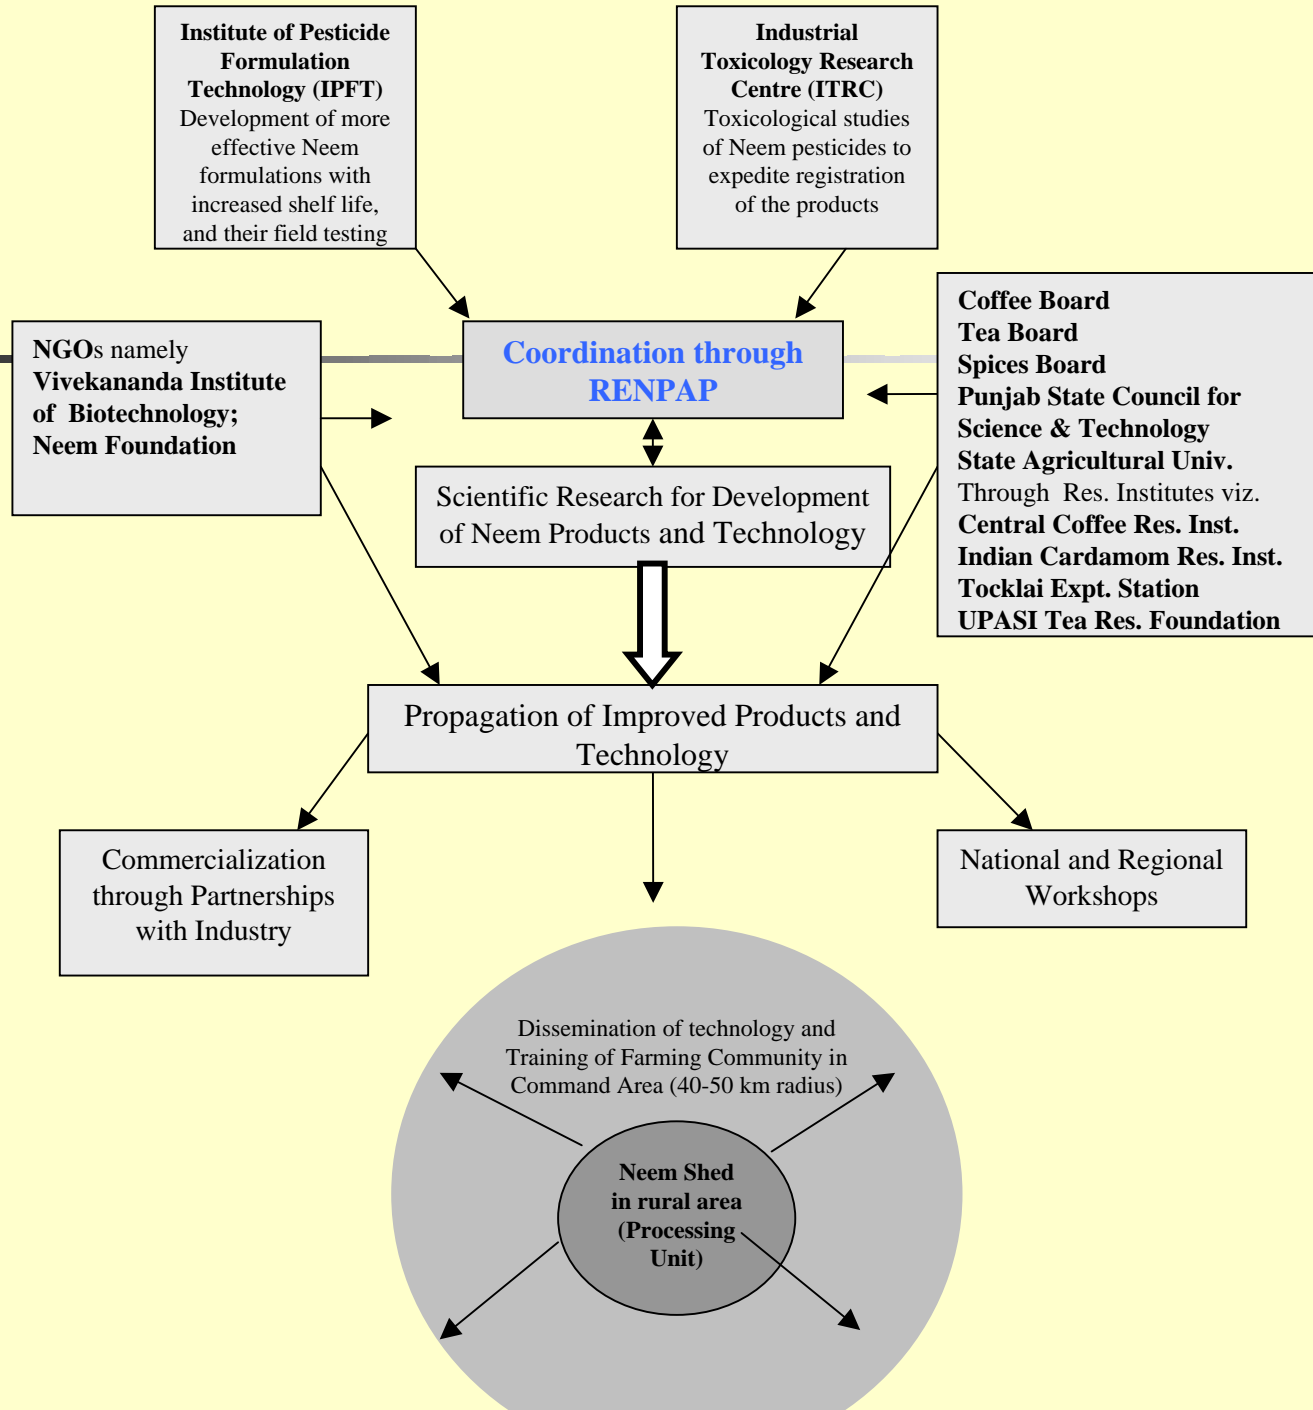 Institute of Pesticide
Formulation
Technology (IPFT)
Development of more
effective Neem
formulations with
increased shelf life,
and their field testing
Industrial
Toxicology Research
Centre (ITRC)
Toxicological studies
of Neem pesticides to
expedite registration
of the products
NGOs namely
Vivekananda Institute
of Biotechnology;
Neem Foundation
Coordination through
RENPAP
Coffee Board
Tea Board
Spices Board
Punjab State Council for
Science & Technology
State Agricultural Univ.
Through Res. Institutes viz.
Central Coffee Res. Inst.
Indian Cardamom Res. Inst.
Tocklai Expt. Station
UPASI Tea Res. Foundation
Scientific Research for Development
of Neem Products and Technology
Propagation of Improved Products and
Technology
Commercialization
through Partnerships
with Industry
National and Regional
Workshops
Dissemination of technology and
Training of Farming Community in
Command Area (40-50 km radius)
Neem Shed
in rural area
(Processing
Unit)